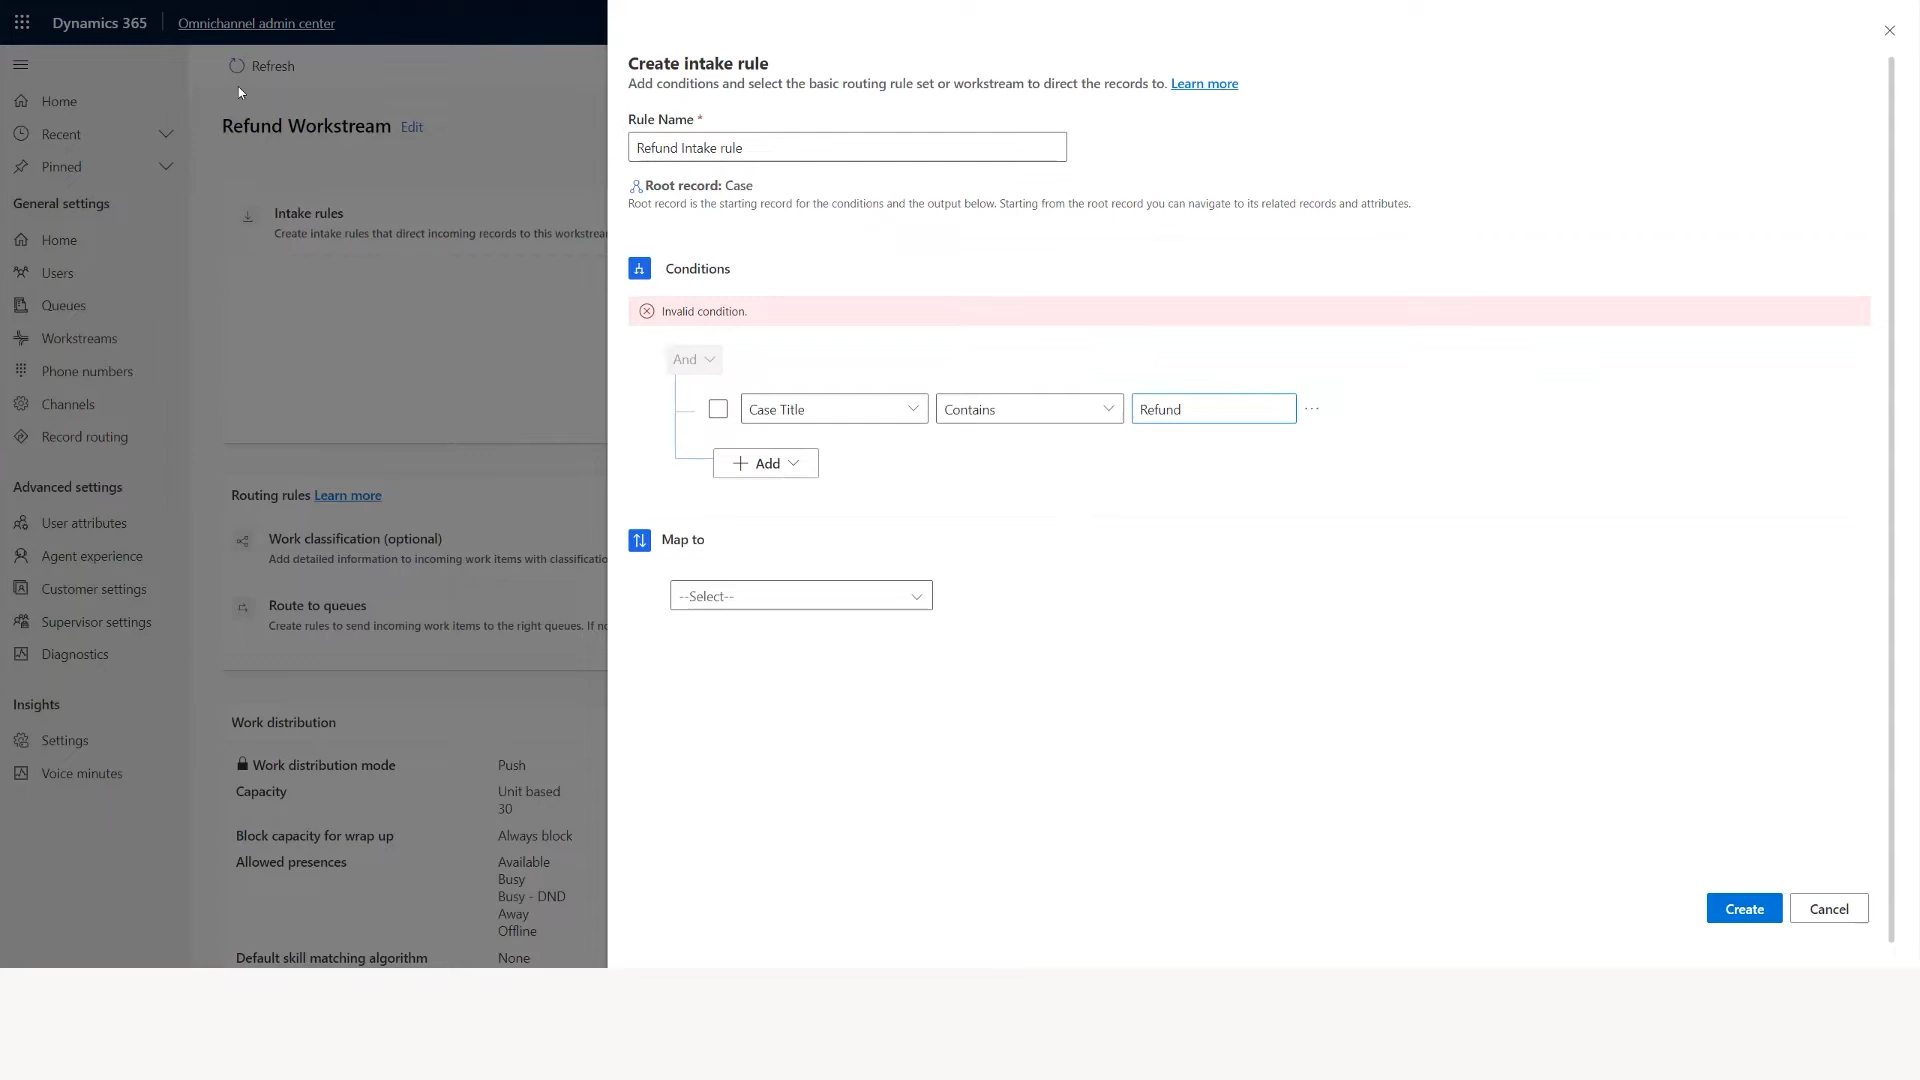 Dynamics 365 Omnichannel admin center
Refresh
Home
Recent
Pinned
General settings
Home
Users
Queues
Workstreams
Phone numbers
Channels
Record routing
Advanced settings
User attributes
Agent experience
Customer settings
Supervisor settings
Diagnostics
Insights
Settings
Voice minutes
Refund Workstream Edit
Intake rules
Create intake rules that direct incoming records to this workstrea
Routing rules Learn more
Work classification (optional)
Add detailed information to incoming work items with classificatio
Route to queues
Create rules to send incoming work items to the right queues. If no
Work distribution
Work distribution mode Push
Capacity Unit based
30
Block capacity for wrap up Always block
Allowed presences Available
Busy
Busy - DND
Away
Offline
Default skill matching algorithm None
Create intake rule
Add conditions and select the basic routing rule set or workstream to direct the records to. Learn more
Rule Name *
Refund Intake rule
Root record: Case
Root record is the starting record for the conditions and the output below. Starting from the root record you can navigate to its related records and attributes.
Conditions
Invalid condition.
And
Case Title Contains Refund ...
Add
Map to
--Select--
Create Cancel